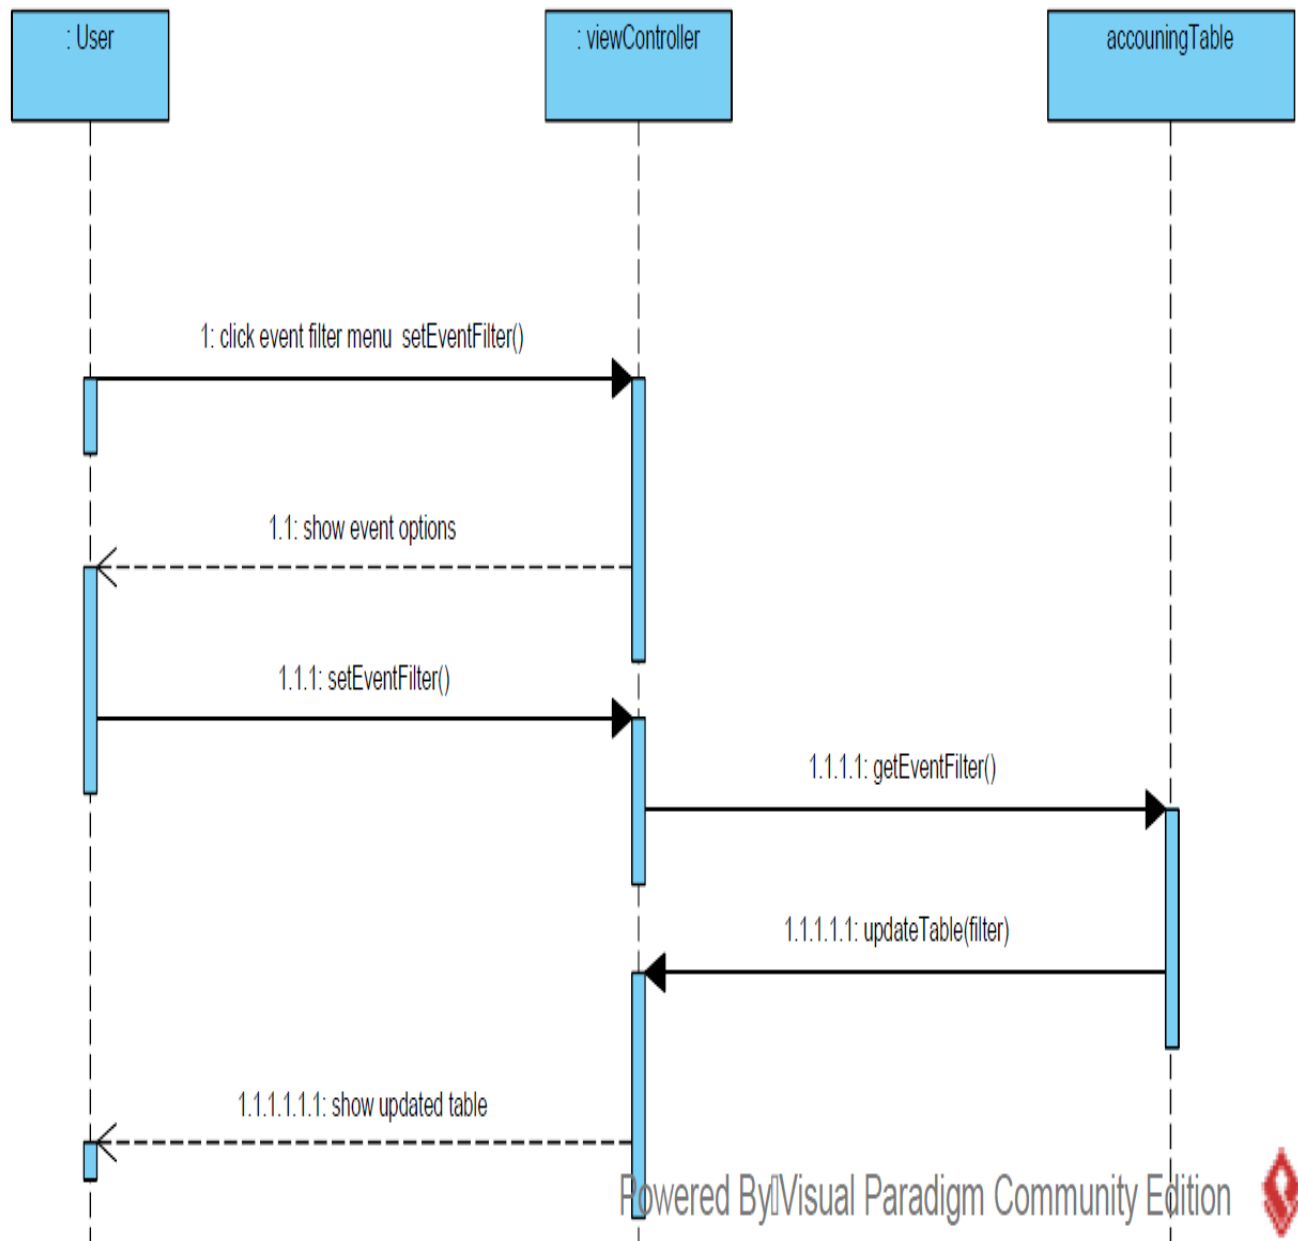 : User
: viewController
accouningTable
1: click event filter menu  setEventFilter()
1.1: show event options
1.1.1: setEventFilter()
1.1.1.1: getEventFilter()
1.1.1.1.1: updateTable(filter)
1.1.1.1.1.1: show updated table
Powered By Visual Paradigm Community Edition